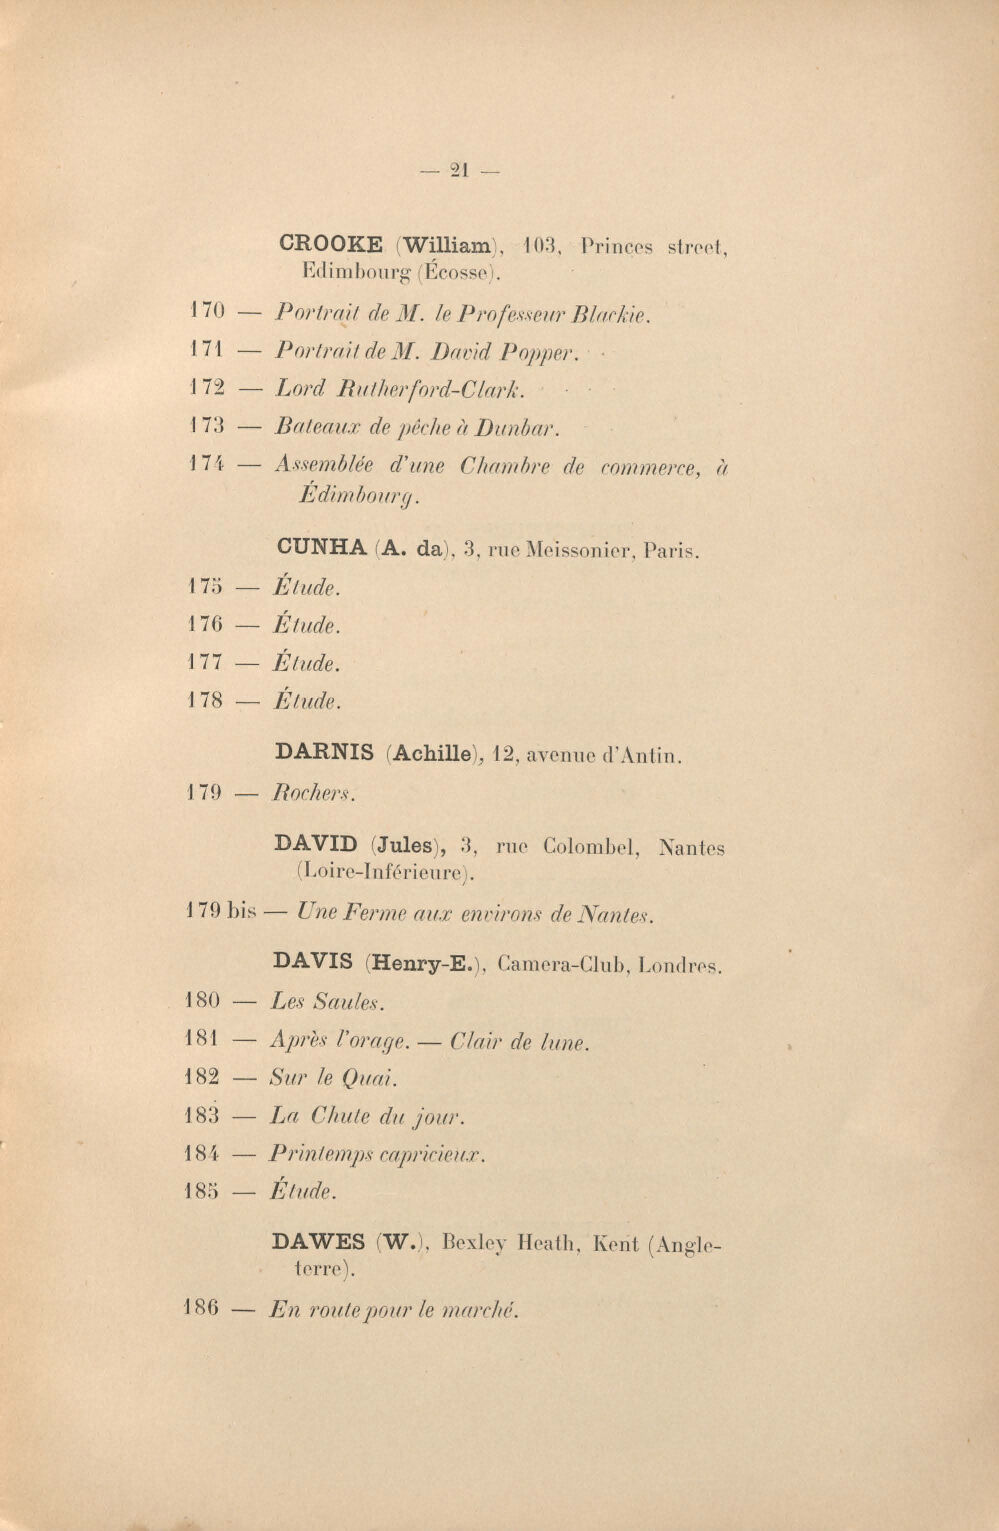 — 21 —
CROOKE (William), 103, Princes street,
Edimbourg (Écosse).
170 — Portrait de M. le Professeur Blackie.
171 — Portrait de M. David Popper.
172 — Lord Rutherford-Clark.
173 — Bateaux de pêche à Dunbar.
174 — Assemblée d'une Chambre de commerce, à
Édimbourg.
CUNHA (A. da), 3, rue Meissonier, Paris.
175 — Étude.
176 — Étude.
177 — Étude.
178 — Étude.
DARNIS (Achille), 12, avenue d'Antin.
179 — Rochers.
DAVID (Jules), 3, rue Colombel, Nantes
(Loire-Inférieure).
179 bis — Une Ferme aux environs de Nantes.
DAVIS (Henry-E.), Camera-Club, Londres.
180 — Les Saules.
181 — Après l'orage. — Clair de lune.
182 — Sur le Quai.
183 — La Chute du jour.
184 — Printemps capricieux.
185 — Étude.
DAWES (W.), Bexley Heath, Kent (Angle-
terre).
186 — En route pour le marché.